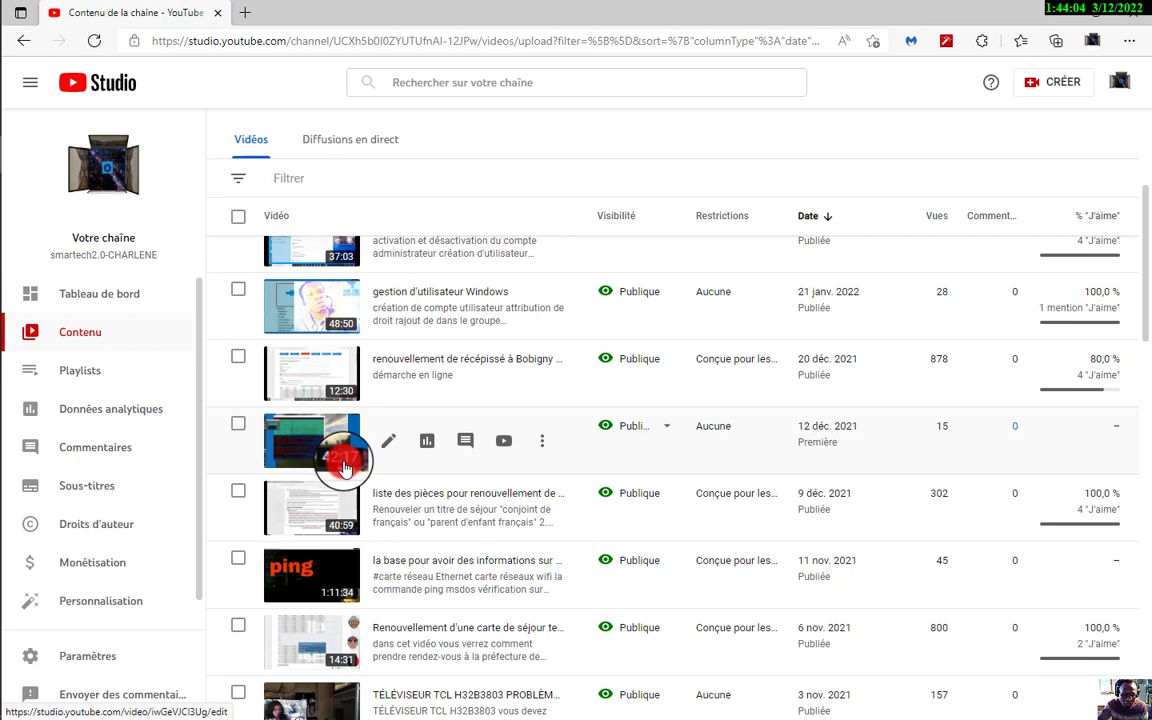 1:44:04 3/12/2022
Contenu de la chaîne - YouTube
https://studio.youtube.com/channel/UCXh5b0I0ZYUTUfnAI-12JPw/videos/upload?filter=%5B%5D&sort=%7B"columnType"%3A"date"...
Studio
Rechercher sur votre chaîne
CRÉER
Vidéos
Diffusions en direct
Filtrer
Votre chaîne
smartech2.0-CHARLENE
Tableau de bord
Contenu
Playlists
Données analytiques
Commentaires
Sous-titres
Droits d'auteur
Monétisation
Personnalisation
Paramètres
Envoyer des commentai...
Vidéo Visibilité Restrictions Date Vues Comment... % "J'aime"
activation et désactivation du compte Publiée 4 "J'aime"
administrateur création d'utilisateur...
37:03
gestion d'utilisateur Windows Publique Aucune 21 janv. 2022 28 0 100,0 %
création de compte utilisateur attribution de Publiée 1 mention "J'aime"
droit rajout de dans le groupe...
48:50
renouvellement de récépissé à Bobigny ... Publique Conçue pour les... 20 déc. 2021 878 0 80,0 %
démarche en ligne Publiée 4 "J'aime"
12:30
Publi... Aucune 12 déc. 2021 15 0 –
Première
42:17
liste des pièces pour renouvellement de ... Publique Conçue pour les... 9 déc. 2021 302 0 100,0 %
Renouveler un titre de séjour "conjoint de Publiée 4 "J'aime"
français" ou "parent d'enfant français" 2....
40:59
la base pour avoir des informations sur ... Publique Conçue pour les... 11 nov. 2021 45 0 –
#carte réseau Ethernet carte réseaux wifi la Publiée
commande ping msdos vérification sur...
ping
1:11:34
Renouvellement d'une carte de séjour te... Publique Conçue pour les... 6 nov. 2021 800 0 100,0 %
dans cet vidéo vous verrez comment Publiée 2 "J'aime"
prendre rendez-vous à la préfecture de...
14:31
TÉLÉVISEUR TCL H32B3803 PROBLÈM... Publique Aucune 3 nov. 2021 157 0 100,0 %
TÉLÉVISEUR TCL H32B3803 vous devez Publiée 4 "J'aime"
https://studio.youtube.com/video/iwGeVJCl3Ug/edit